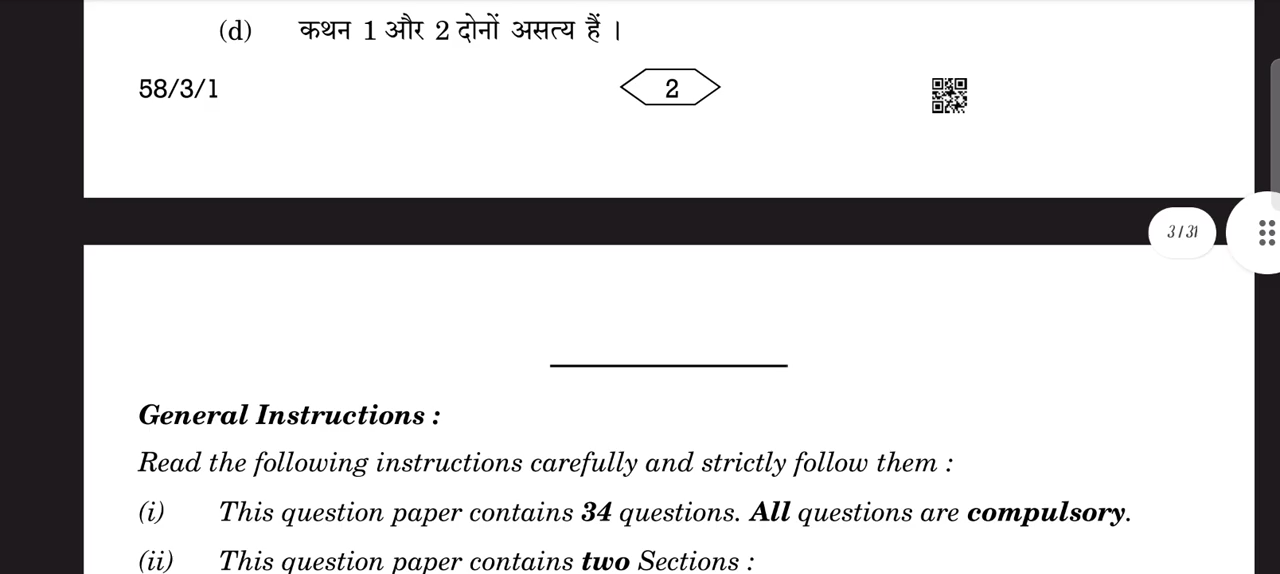 (d) कथन 1 और 2 दोनों असत्य हैं ।
58/3/1
2
3 / 31
General Instructions :
Read the following instructions carefully and strictly follow them :
(i) This question paper contains 34 questions. All questions are compulsory.
(ii) This question paper contains two Sections :